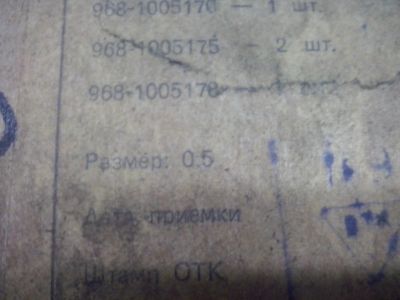 968-1005170 — 1 шт.
968-1005175 — 2 шт.
968-1005178
Размер: 0,5
Дата приемки
Штамп ОТК